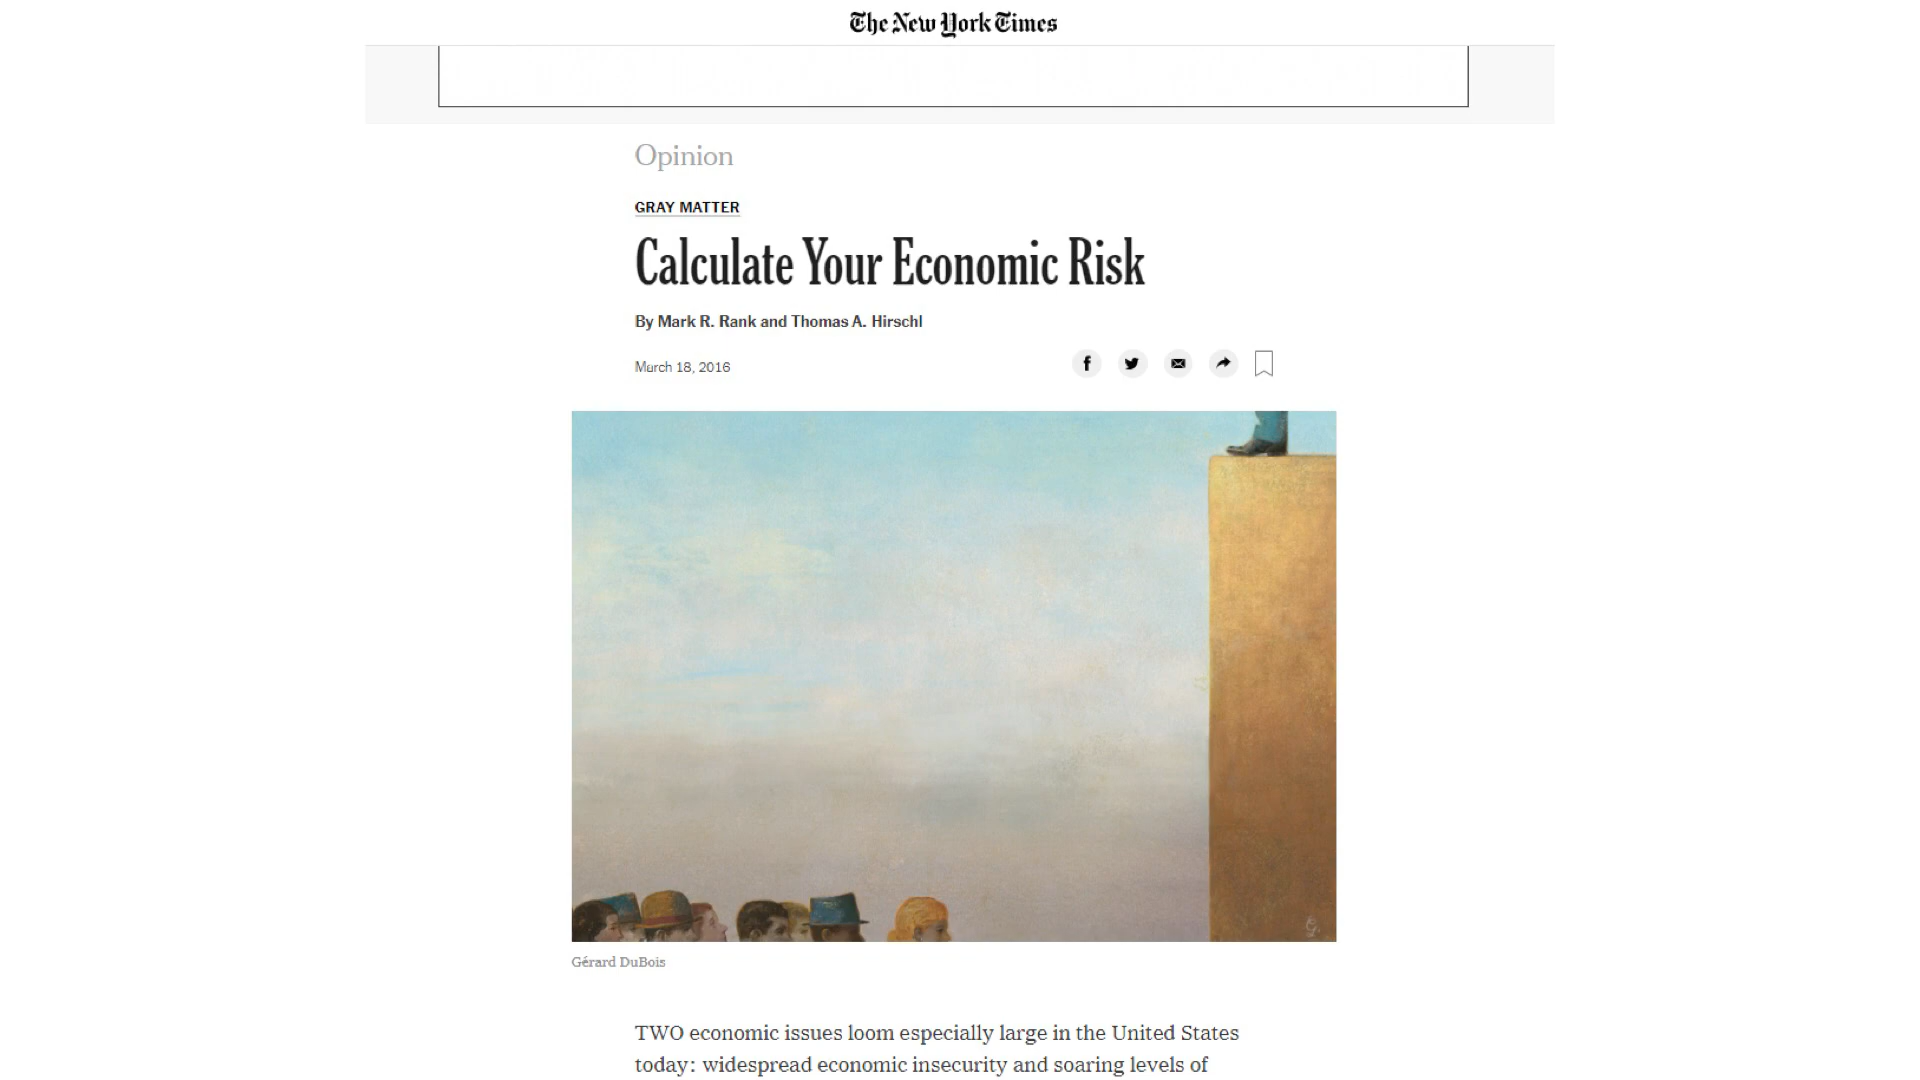 The New York Times
Opinion
GRAY MATTER
Calculate Your Economic Risk
By Mark R. Rank and Thomas A. Hirschl
March 18, 2016
Gérard DuBois
TWO economic issues loom especially large in the United States
today: widespread economic insecurity and soaring levels of